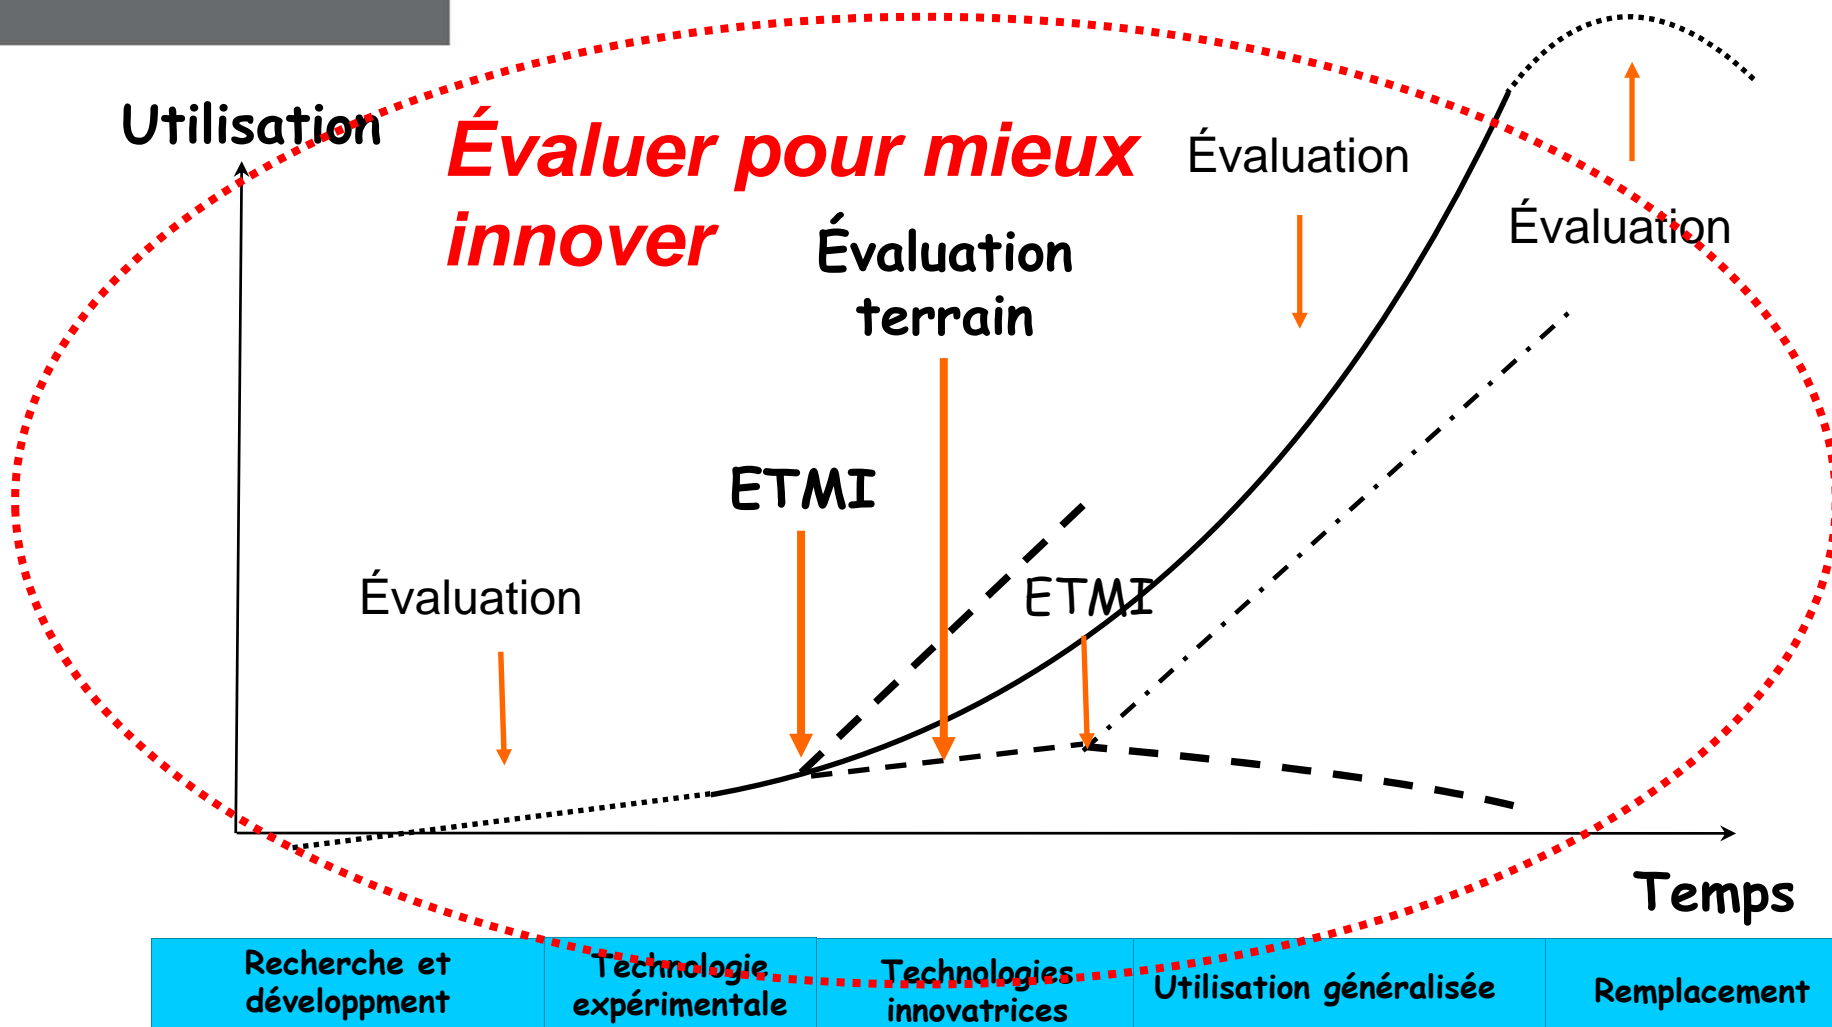 Utilisation
Évaluer pour mieux
innover
Évaluation
Évaluation
Évaluation
terrain
ETMI
Évaluation
ETMI
Temps
Recherche et
développment
Technologie
expérimentale
Technologies
innovatrices
Utilisation généralisée
Remplacement